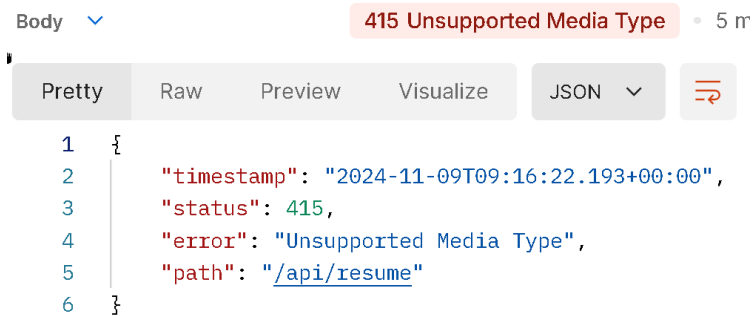 Body 415 Unsupported Media Type 5 m
Pretty Raw Preview Visualize JSON
1 {
2 "timestamp": "2024-11-09T09:16:22.193+00:00",
3 "status": 415,
4 "error": "Unsupported Media Type",
5 "path": "/api/resume"
6 }